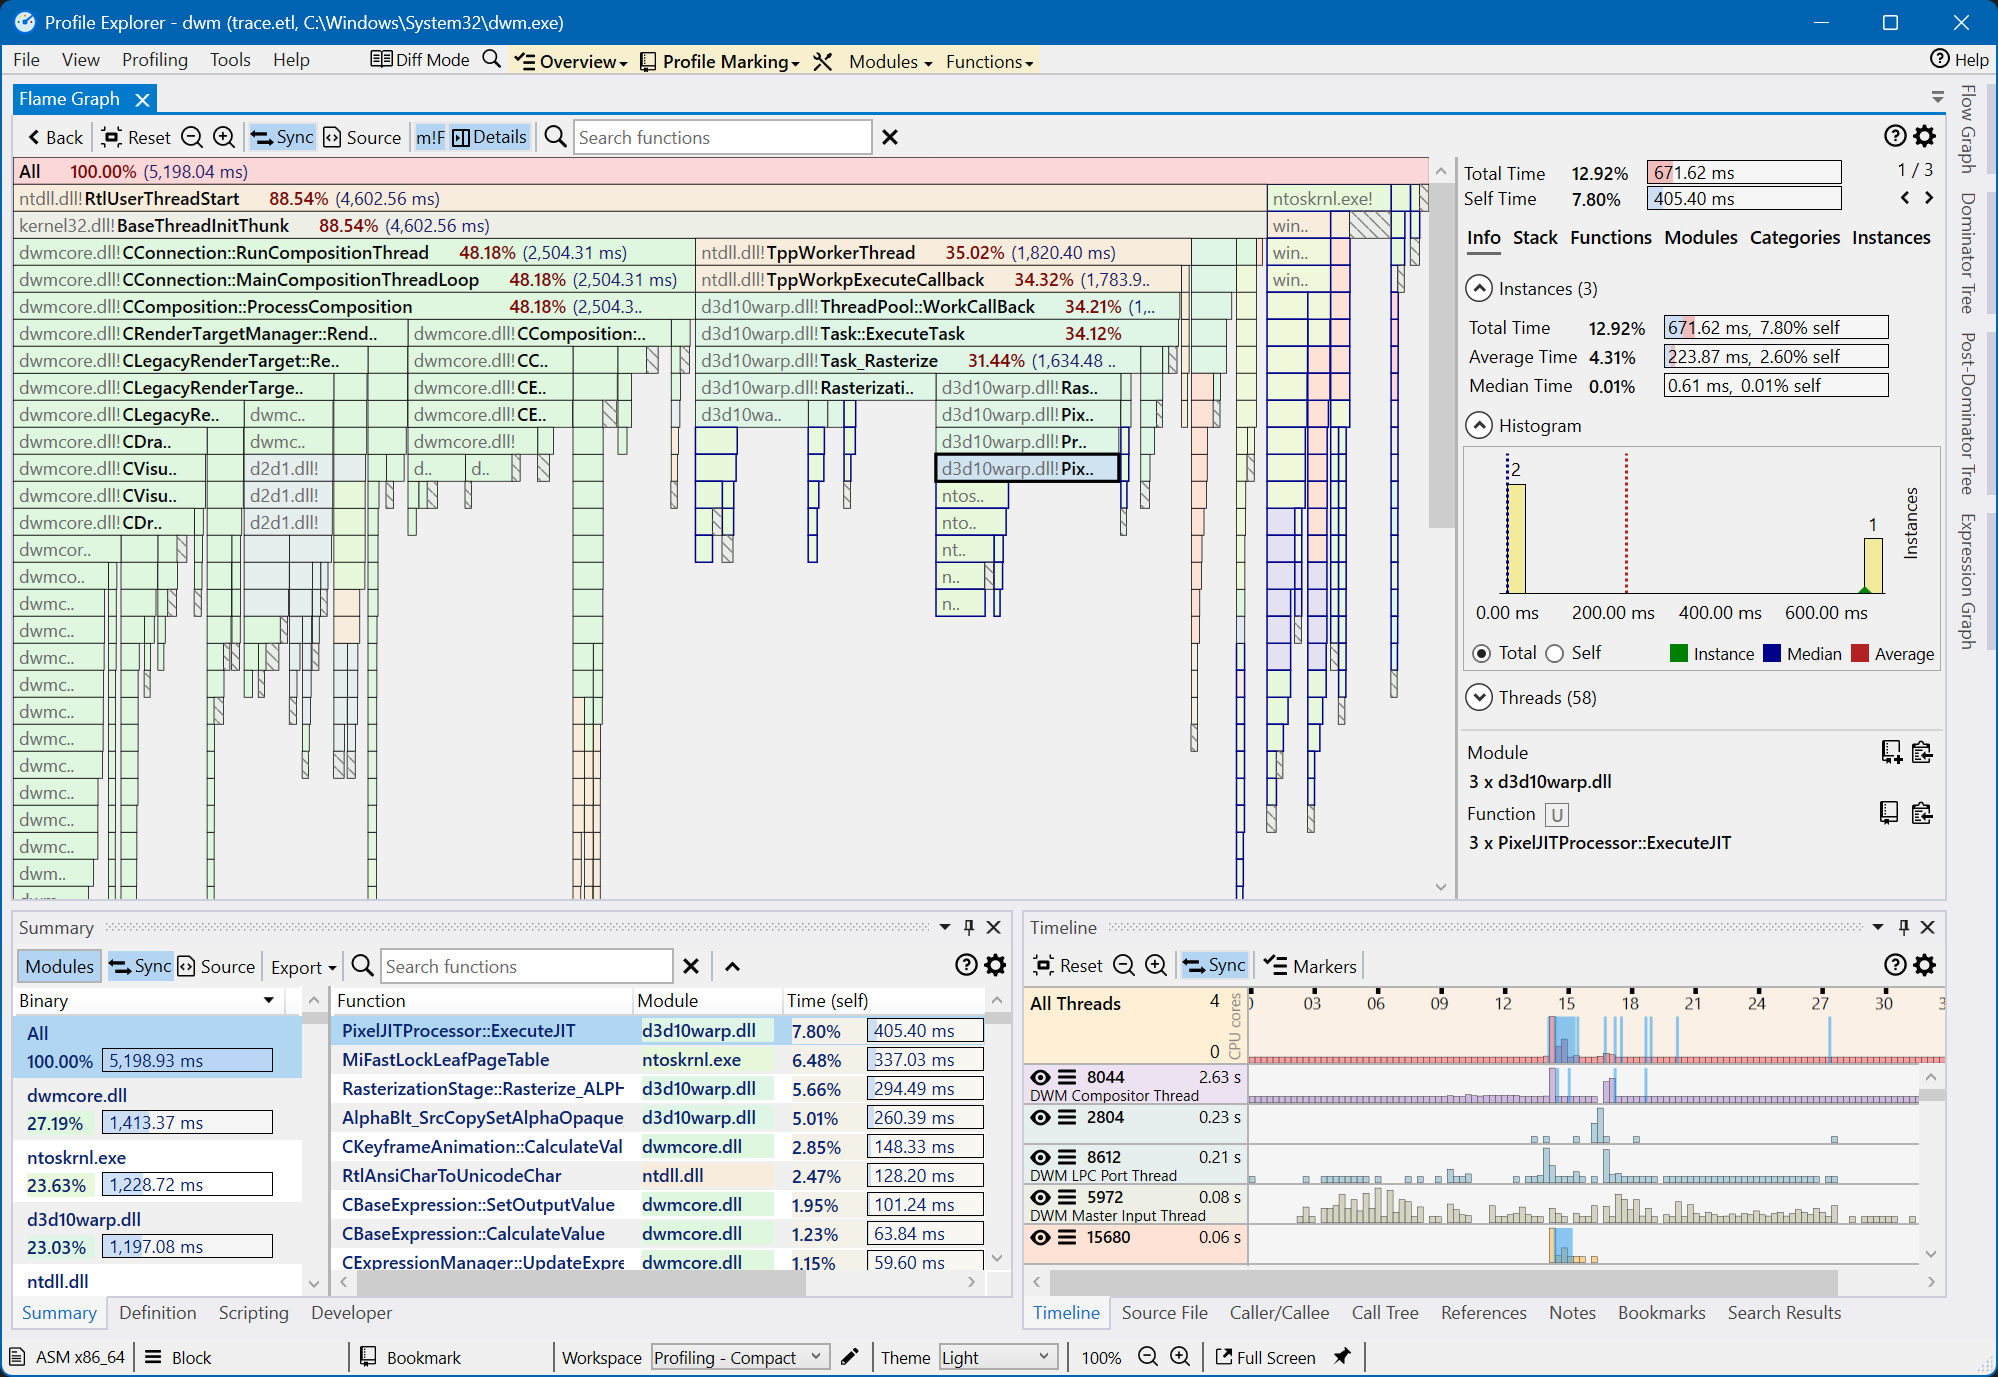 Profile Explorer - dwm (trace.etl, C:\Windows\System32\dwm.exe)
File View Profiling Tools Help Diff Mode Overview Profile Marking Modules Functions Help
Flame Graph
Back Reset Sync Source m!F Details Search functions
All 100.00% (5,198.04 ms)
ntdll.dll!RtlUserThreadStart 88.54% (4,602.56 ms) ntoskrnl.exe!
kernel32.dll!BaseThreadInitThunk 88.54% (4,602.56 ms) win..
dwmcore.dll!CConnection::RunCompositionThread 48.18% (2,504.31 ms) ntdll.dll!TppWorkerThread 35.02% (1,820.40 ms) win..
dwmcore.dll!CConnection::MainCompositionThreadLoop 48.18% (2,504.31 ms) ntdll.dll!TppWorkpExecuteCallback 34.32% (1,783.9.. win..
dwmcore.dll!CComposition::ProcessComposition 48.18% (2,504.3.. d3d10warp.dll!ThreadPool::WorkCallBack 34.21% (1,..
dwmcore.dll!CRenderTargetManager::Rend.. dwmcore.dll!CComposition:.. d3d10warp.dll!Task::ExecuteTask 34.12%
dwmcore.dll!CLegacyRenderTarget::Re.. dwmcore.dll!CC.. d3d10warp.dll!Task_Rasterize 31.44% (1,634.48 ..
dwmcore.dll!CLegacyRenderTarge.. dwmcore.dll!CE.. d3d10warp.dll!Rasterizati.. d3d10warp.dll!Ras..
dwmcore.dll!CLegacyRe.. dwmc.. dwmcore.dll!CE.. d3d10wa.. d3d10warp.dll!Pix..
dwmcore.dll!CDra.. dwmc.. dwmcore.dll! d3d10warp.dll!Pr..
dwmcore.dll!CVisu.. d2d1.dll! d.. d.. d3d10warp.dll!Pix..
dwmcore.dll!CVisu.. d2d1.dll! ntos..
dwmcore.dll!CDr.. d2d1.dll! nto..
dwmcor.. nt..
dwmco.. n..
dwmc.. n..
dwmc..
dwmc..
dwmc..
dwmc..
dwmc..
dwmc..
dwmc..
dwmc..
dwmc..
dwm..
Total Time 12.92% 671.62 ms 1 / 3
Self Time 7.80% 405.40 ms
Info Stack Functions Modules Categories Instances
Instances (3)
Total Time 12.92% 671.62 ms, 7.80% self
Average Time 4.31% 223.87 ms, 2.60% self
Median Time 0.01% 0.61 ms, 0.01% self
Histogram
2
1
Instances
0.00 ms 200.00 ms 400.00 ms 600.00 ms
Total Self Instance Median Average
Threads (58)
Module
3 x d3d10warp.dll
Function U
3 x PixelJITProcessor::ExecuteJIT
Flow Graph
Dominator Tree
Post-Dominator Tree
Expression Graph
Summary
Modules Sync Source Export Search functions
Binary
All
100.00% 5,198.93 ms
dwmcore.dll
27.19% 1,413.37 ms
ntoskrnl.exe
23.63% 1,228.72 ms
d3d10warp.dll
23.03% 1,197.08 ms
ntdll.dll
Function Module Time (self)
PixelJITProcessor::ExecuteJIT d3d10warp.dll 7.80% 405.40 ms
MiFastLockLeafPageTable ntoskrnl.exe 6.48% 337.03 ms
RasterizationStage::Rasterize_ALPH d3d10warp.dll 5.66% 294.49 ms
AlphaBlt_SrcCopySetAlphaOpaque d3d10warp.dll 5.01% 260.39 ms
CKeyframeAnimation::CalculateVal dwmcore.dll 2.85% 148.33 ms
RtlAnsiCharToUnicodeChar ntdll.dll 2.47% 128.20 ms
CBaseExpression::SetOutputValue dwmcore.dll 1.95% 101.24 ms
CBaseExpression::CalculateValue dwmcore.dll 1.23% 63.84 ms
CExpressionManager::UpdateExpre dwmcore.dll 1.15% 59.60 ms
Summary Definition Scripting Developer
Timeline
Reset Sync Markers
All Threads 4 0 CPU cores
0 03 06 09 12 15 18 21 24 27 30 3
8044 2.63 s
DWM Compositor Thread
2804 0.23 s
8612 0.21 s
DWM LPC Port Thread
5972 0.08 s
DWM Master Input Thread
15680 0.06 s
Timeline Source File Caller/Callee Call Tree References Notes Bookmarks Search Results
ASM x86_64 Block Bookmark Workspace Profiling - Compact Theme Light 100% Full Screen